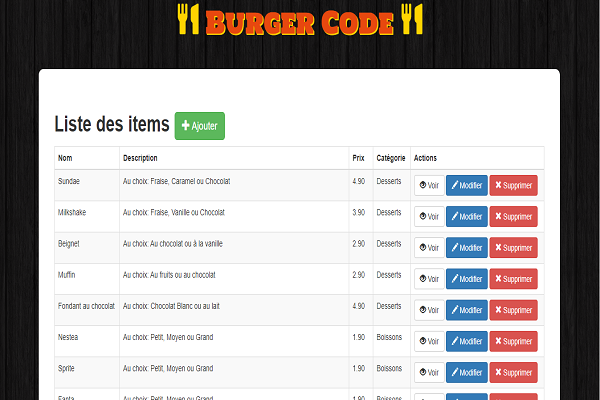 BURGER CODE
Liste des items Ajouter
Nom Description Prix Catégorie Actions
Sundae Au choix: Fraise, Caramel ou Chocolat 4.90 Desserts Voir Modifier Supprimer
Milkshake Au choix: Fraise, Vanille ou Chocolat 3.90 Desserts Voir Modifier Supprimer
Beignet Au choix: Au chocolat ou à la vanille 2.90 Desserts Voir Modifier Supprimer
Muffin Au choix: Au fruits ou au chocolat 2.90 Desserts Voir Modifier Supprimer
Fondant au chocolat Au choix: Chocolat Blanc ou au lait 4.90 Desserts Voir Modifier Supprimer
Nestea Au choix: Petit, Moyen ou Grand 1.90 Boissons Voir Modifier Supprimer
Sprite Au choix: Petit, Moyen ou Grand 1.90 Boissons Voir Modifier Supprimer
Fanta Au choix: Petit, Moyen ou Grand 1.90 Boissons